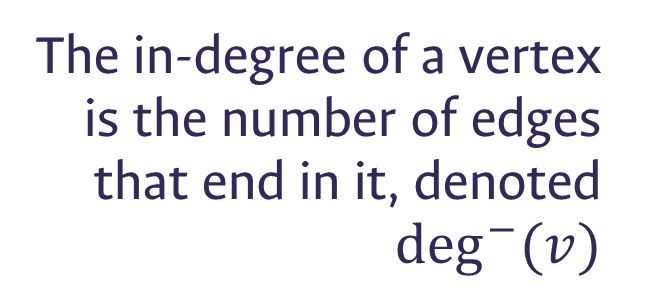 The in-degree of a vertex
is the number of edges
that end in it, denoted
deg⁻(𝑣)